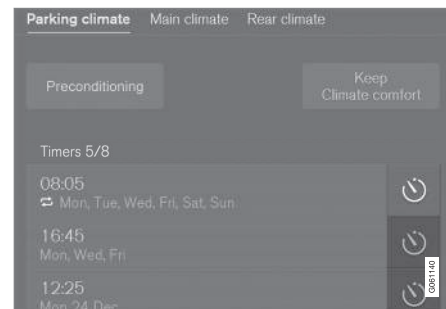 Parking climate Main climate Rear climate
Preconditioning
Keep
Climate comfort
Timers 5/8
08:05
Mon, Tue, Wed, Fri, Sat, Sun
16:45
Mon, Wed, Fri
12:25
Mon 24 Dec
G061140